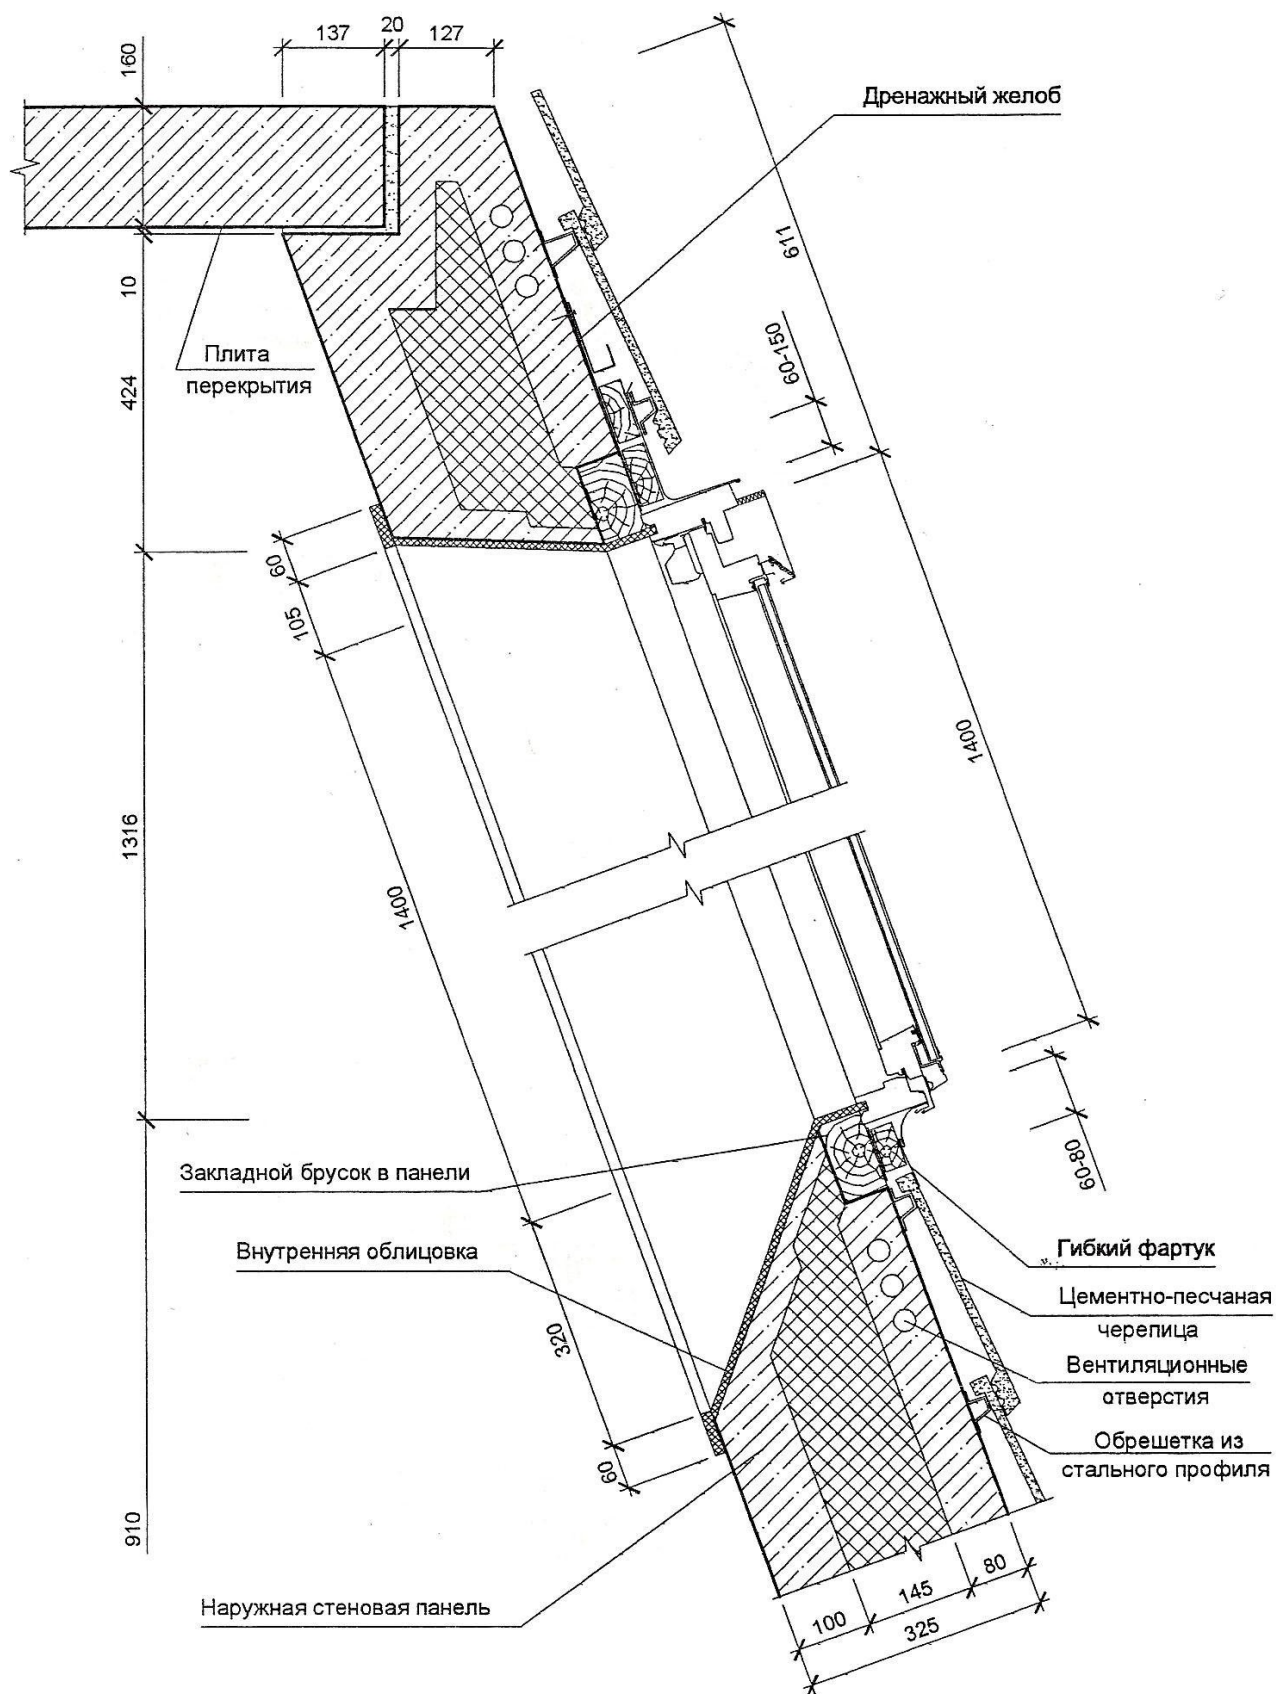 137
20
127
160
Дренажный желоб
611
10
60-150
Плита
перекрытия
424
60
105
1400
1316
1400
Закладной брусок в панели
60-80
Внутренняя облицовка
Гибкий фартук
Цементно-песчаная
черепица
320
Вентиляционные
отверстия
Обрешетка из
стального профиля
60
910
Наружная стеновая панель
100
145
80
325